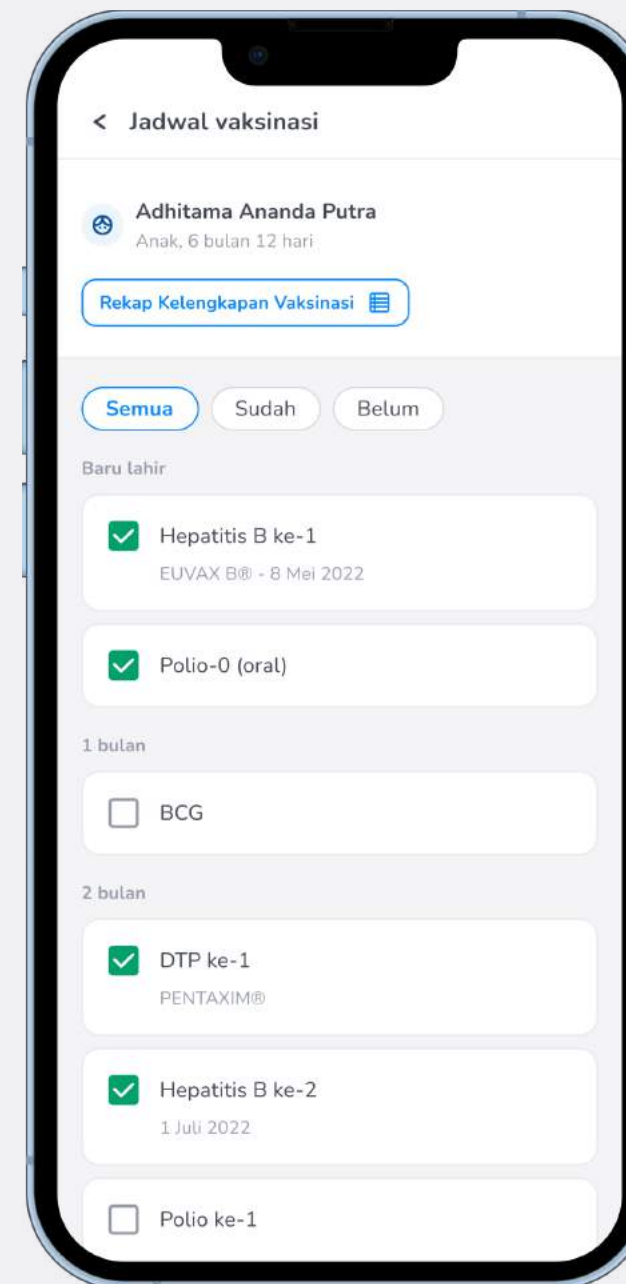 Jadwal vaksinasi
Adhitama Ananda Putra
Anak, 6 bulan 12 hari
Rekap Kelengkapan Vaksinasi
Semua Sudah Belum
Baru lahir
Hepatitis B ke-1
EUVAX B® - 8 Mei 2022
Polio-0 (oral)
1 bulan
BCG
2 bulan
DTP ke-1
PENTAXIM®
Hepatitis B ke-2
1 Juli 2022
Polio ke-1